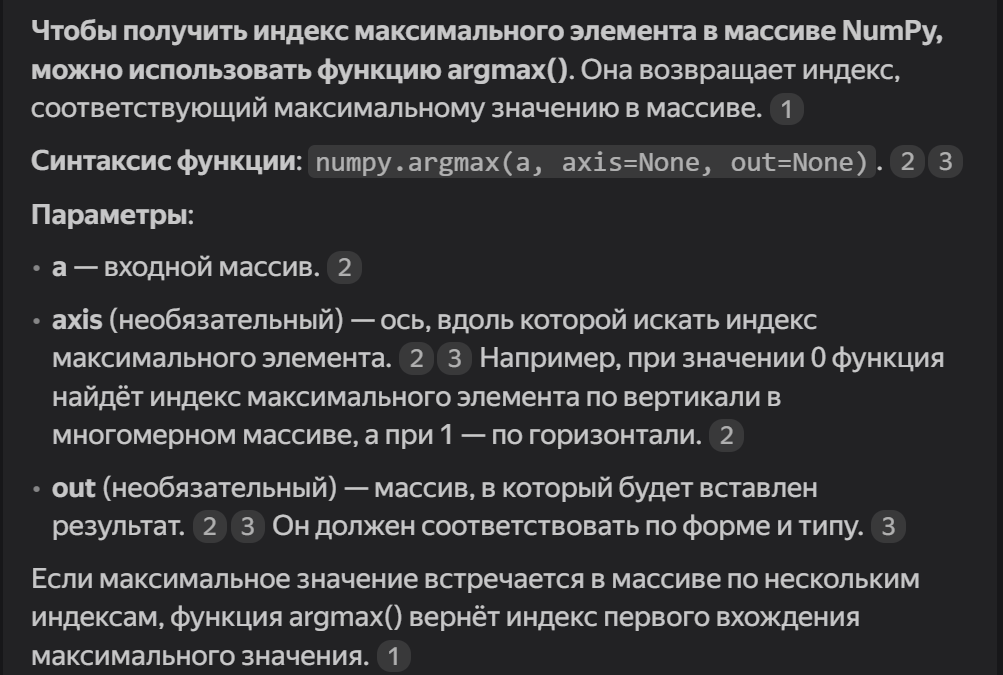 Чтобы получить индекс максимального элемента в массиве NumPy,
можно использовать функцию argmax(). Она возвращает индекс,
соответствующий максимальному значению в массиве. 1
Синтаксис функции: numpy.argmax(a, axis=None, out=None). 2 3
Параметры:
• a — входной массив. 2
• axis (необязательный) — ось, вдоль которой искать индекс
максимального элемента. 2 3 Например, при значении 0 функция
найдёт индекс максимального элемента по вертикали в
многомерном массиве, а при 1 — по горизонтали. 2
• out (необязательный) — массив, в который будет вставлен
результат. 2 3 Он должен соответствовать по форме и типу. 3
Если максимальное значение встречается в массиве по нескольким
индексам, функция argmax() вернёт индекс первого вхождения
максимального значения. 1